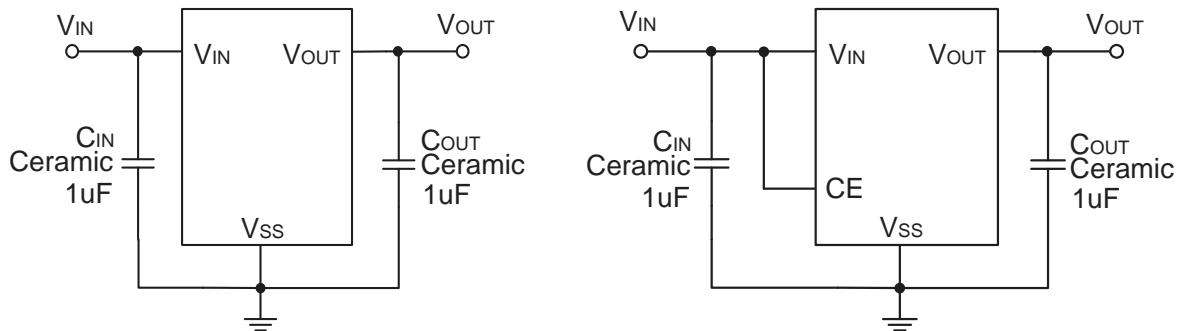 VIN
VOUT
VIN
VOUT
CIN
Ceramic
1uF
COUT
Ceramic
1uF
VSS
VIN
VOUT
VIN
VOUT
CIN
Ceramic
1uF
CE
COUT
Ceramic
1uF
VSS